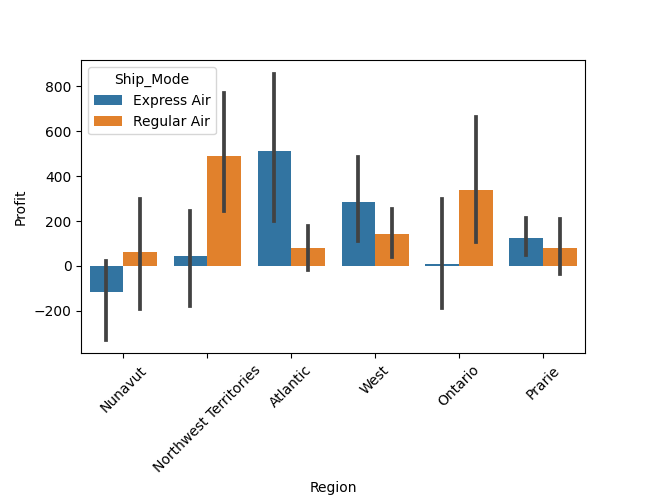 Ship_Mode
Express Air
Regular Air
Profit
800
600
400
200
0
−200
Nunavut
Northwest Territories
Atlantic
West
Ontario
Prarie
Region